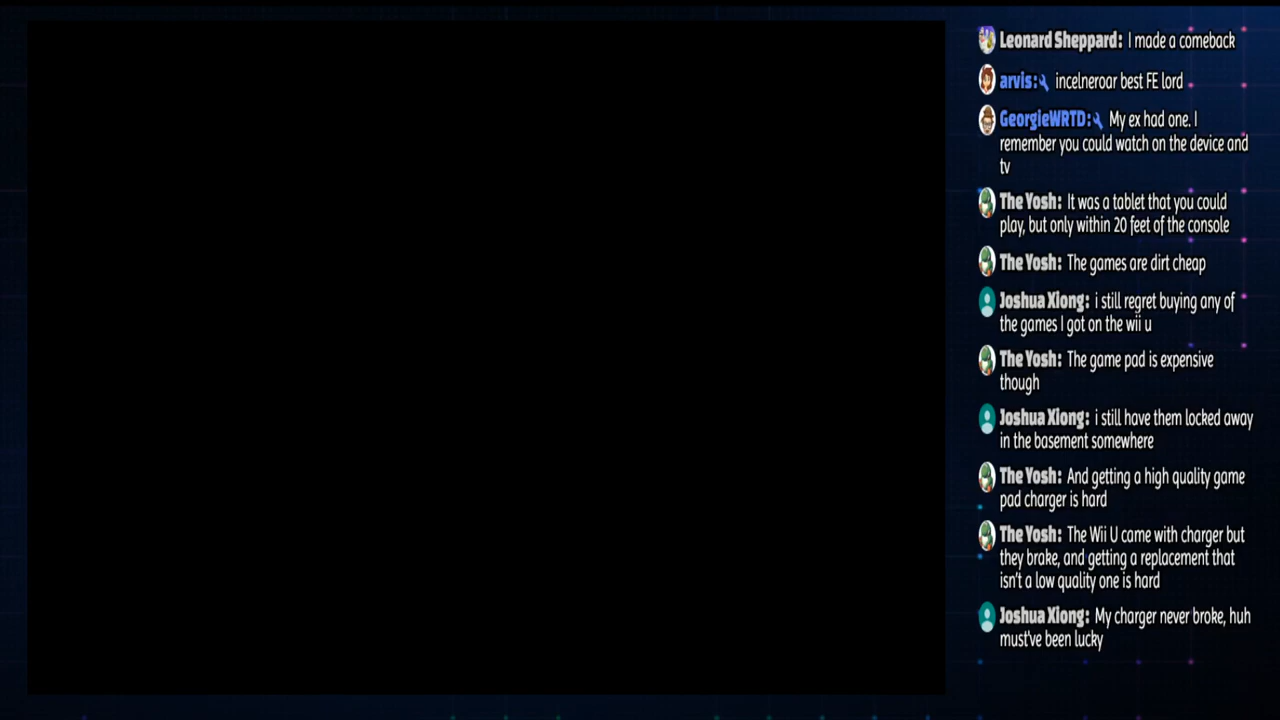 Leonard Sheppard: I made a comeback
arvis: incelneroar best FE lord
GeorgieWRTD: My ex had one. I
remember you could watch on the device and
tv
The Yosh: It was a tablet that you could
play, but only within 20 feet of the console
The Yosh: The games are dirt cheap
Joshua Xiong: i still regret buying any of
the games I got on the wii u
The Yosh: The game pad is expensive
though
Joshua Xiong: i still have them locked away
in the basement somewhere
The Yosh: And getting a high quality game
pad charger is hard
The Yosh: The Wii U came with charger but
they brake, and getting a replacement that
isn't a low quality one is hard
Joshua Xiong: My charger never broke, huh
must've been lucky